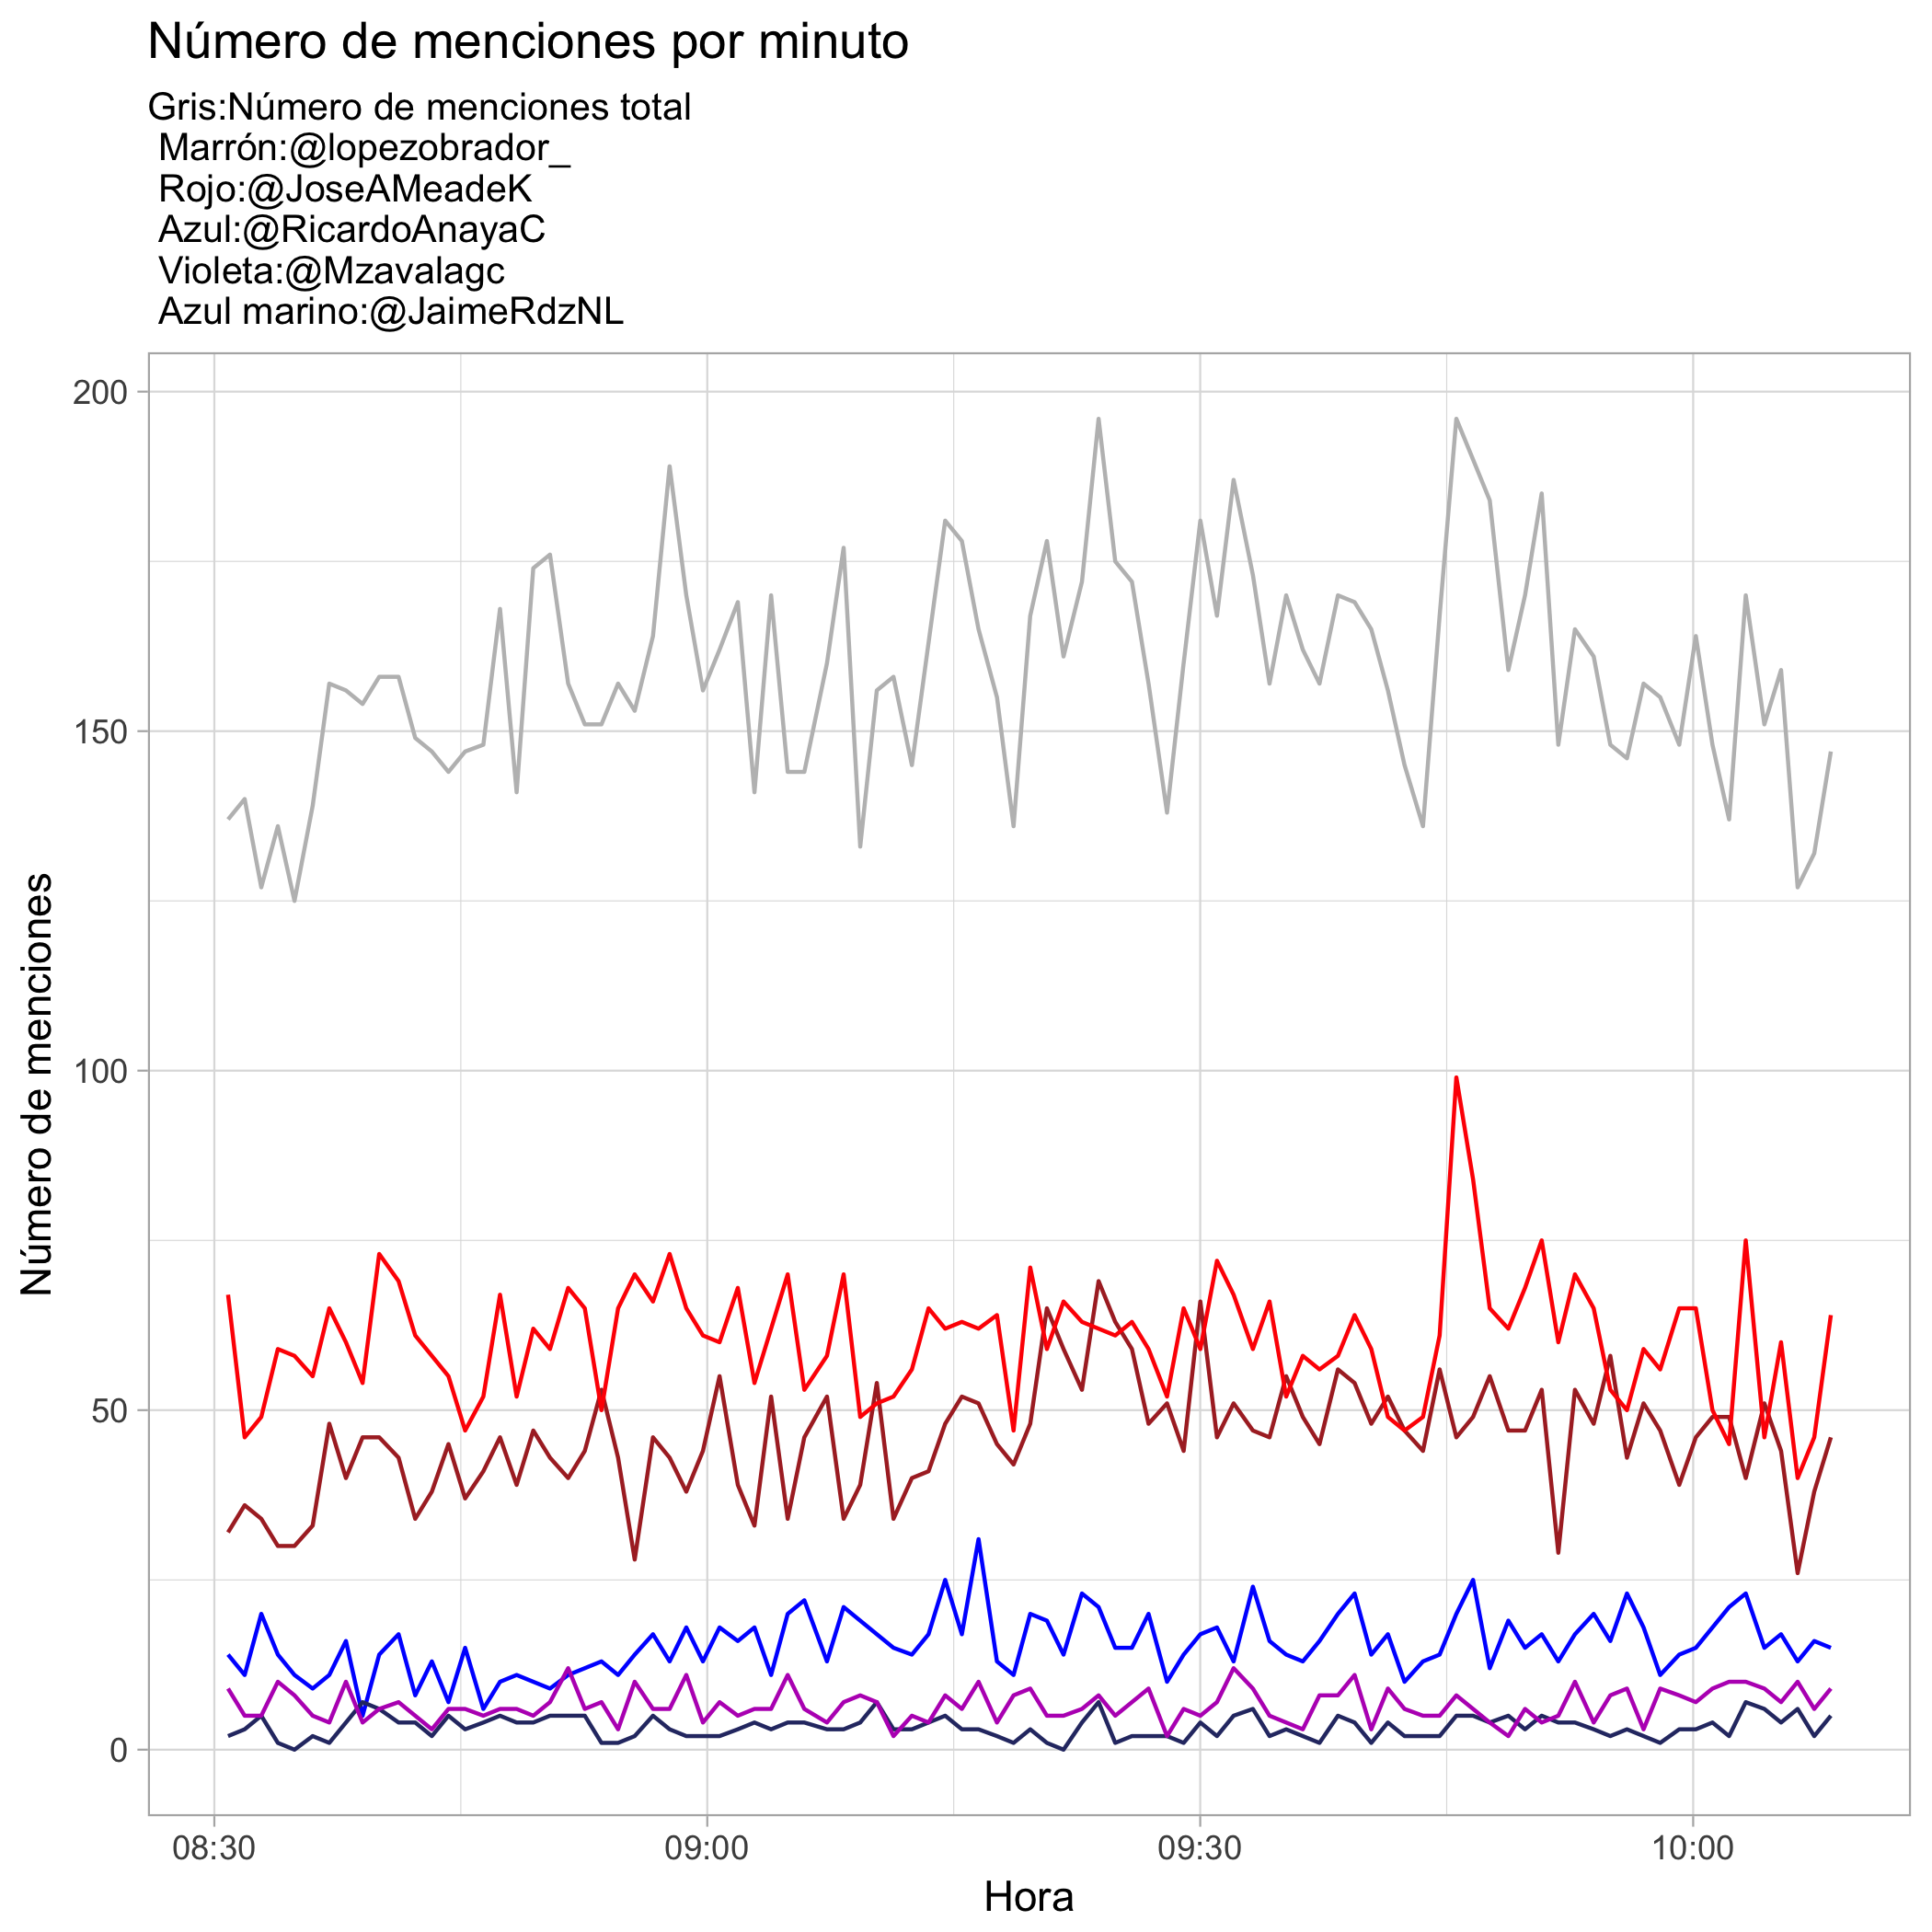 Número de menciones por minuto
Gris:Número de menciones total
Marrón:@lopezobrador_
Rojo:@JoseAMeadeK
Azul:@RicardoAnayaC
Violeta:@Mzavalagc
Azul marino:@JaimeRdzNL
Número de menciones
200
150
100
50
0
08:30 09:00 09:30 10:00
Hora